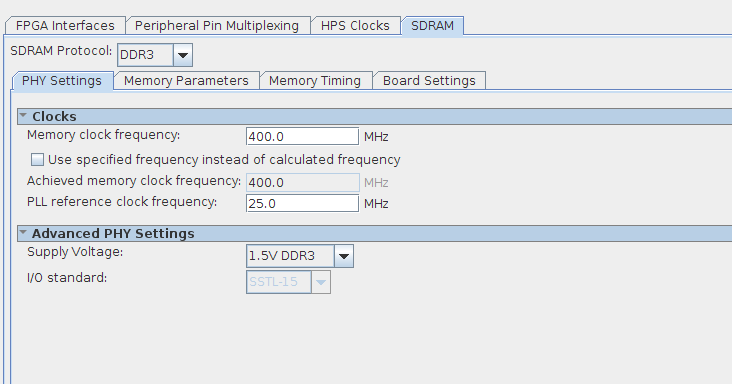 FPGA Interfaces Peripheral Pin Multiplexing HPS Clocks SDRAM
SDRAM Protocol: DDR3
PHY Settings Memory Parameters Memory Timing Board Settings
Clocks
Memory clock frequency: 400.0 MHz
Use specified frequency instead of calculated frequency
Achieved memory clock frequency: 400.0 MHz
PLL reference clock frequency: 25.0 MHz
Advanced PHY Settings
Supply Voltage: 1.5V DDR3
I/O standard: SSTL-15